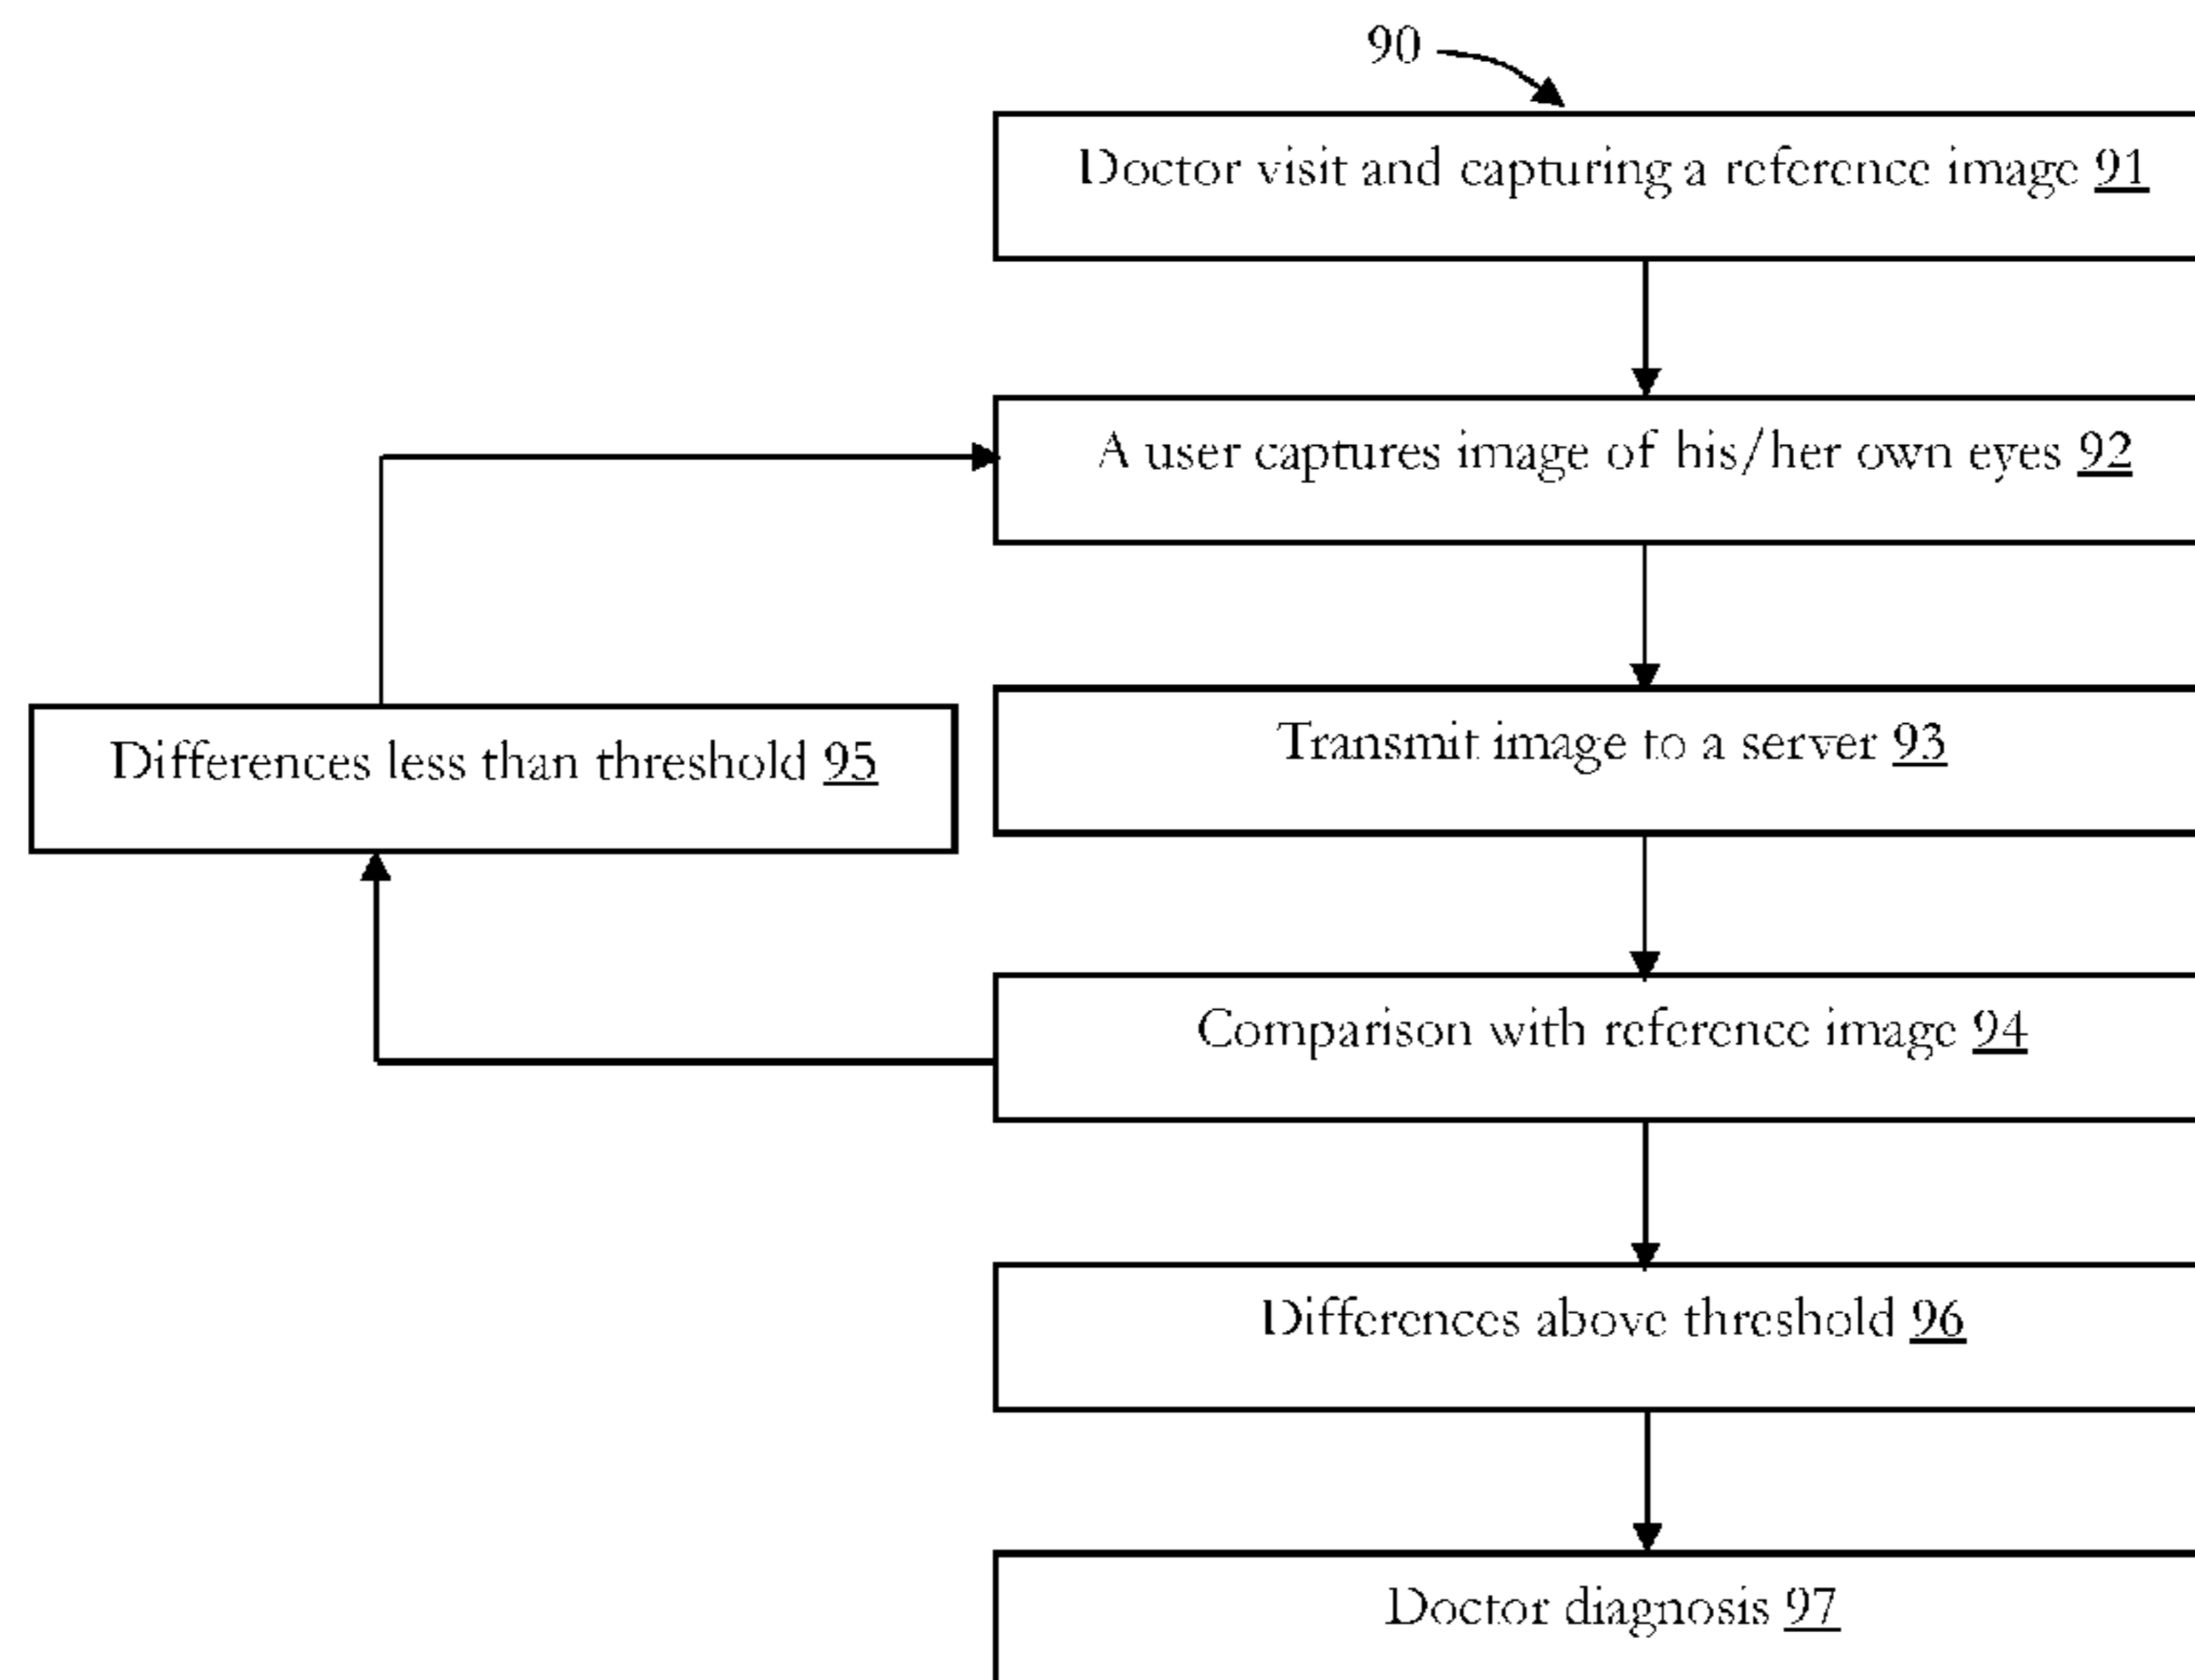 90
Doctor visit and capturing a reference image 91
A user captures image of his/her own eyes 92
Transmit image to a server 93
Differences less than threshold 95
Comparison with reference image 94
Differences above threshold 96
Doctor diagnosis 97